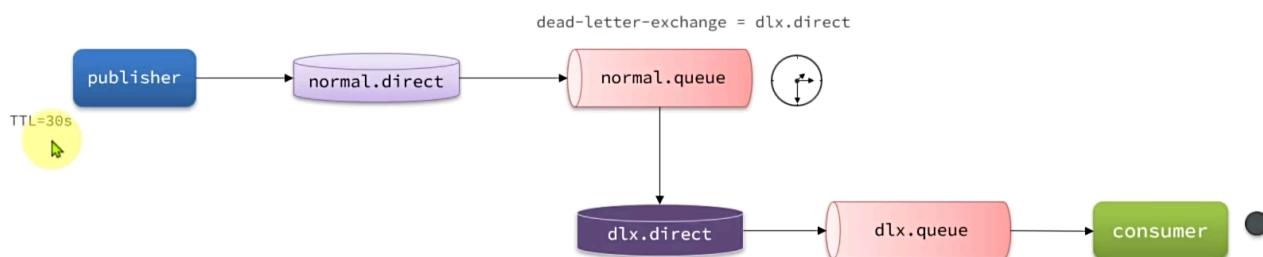 dead-letter-exchange = dlx.direct
publisher
normal.direct
normal.queue
TTL=30s
dlx.direct
dlx.queue
consumer